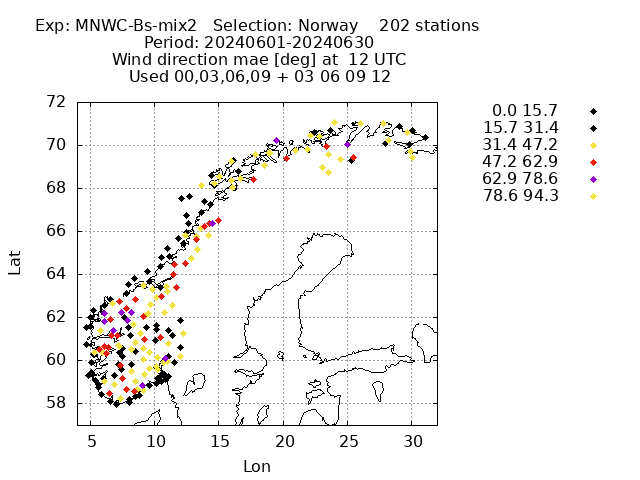 Exp: MNWC-Bs-mix2 Selection: Norway 202 stations
Period: 20240601-20240630
Wind direction mae [deg] at 12 UTC
Used 00,03,06,09 + 03 06 09 12
0.0 15.7
15.7 31.4
31.4 47.2
47.2 62.9
62.9 78.6
78.6 94.3
72
70
68
66
64
62
60
58
Lat
5 10 15 20 25 30
Lon